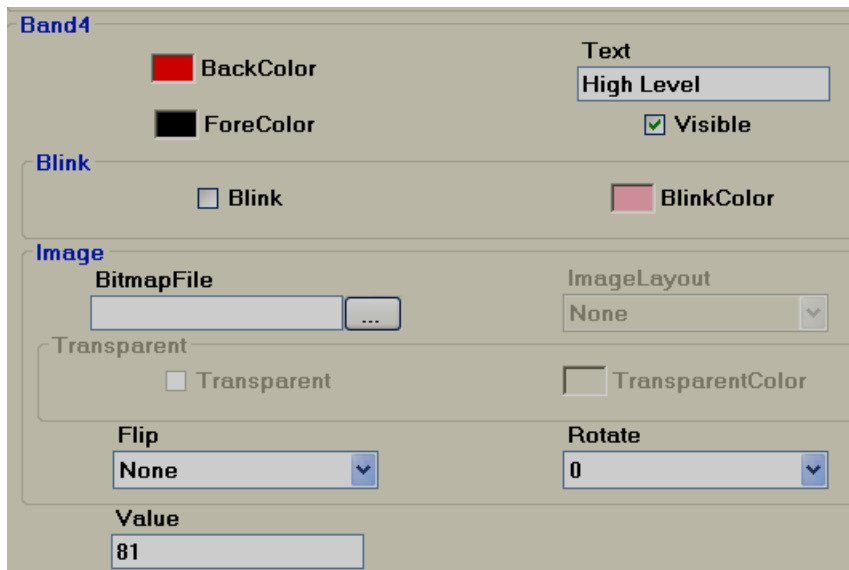 Band4
BackColor
Text
High Level
ForeColor
Visible
Blink
Blink
BlinkColor
Image
BitmapFile
ImageLayout
...
None
Transparent
Transparent
TransparentColor
Flip
Rotate
None
0
Value
81